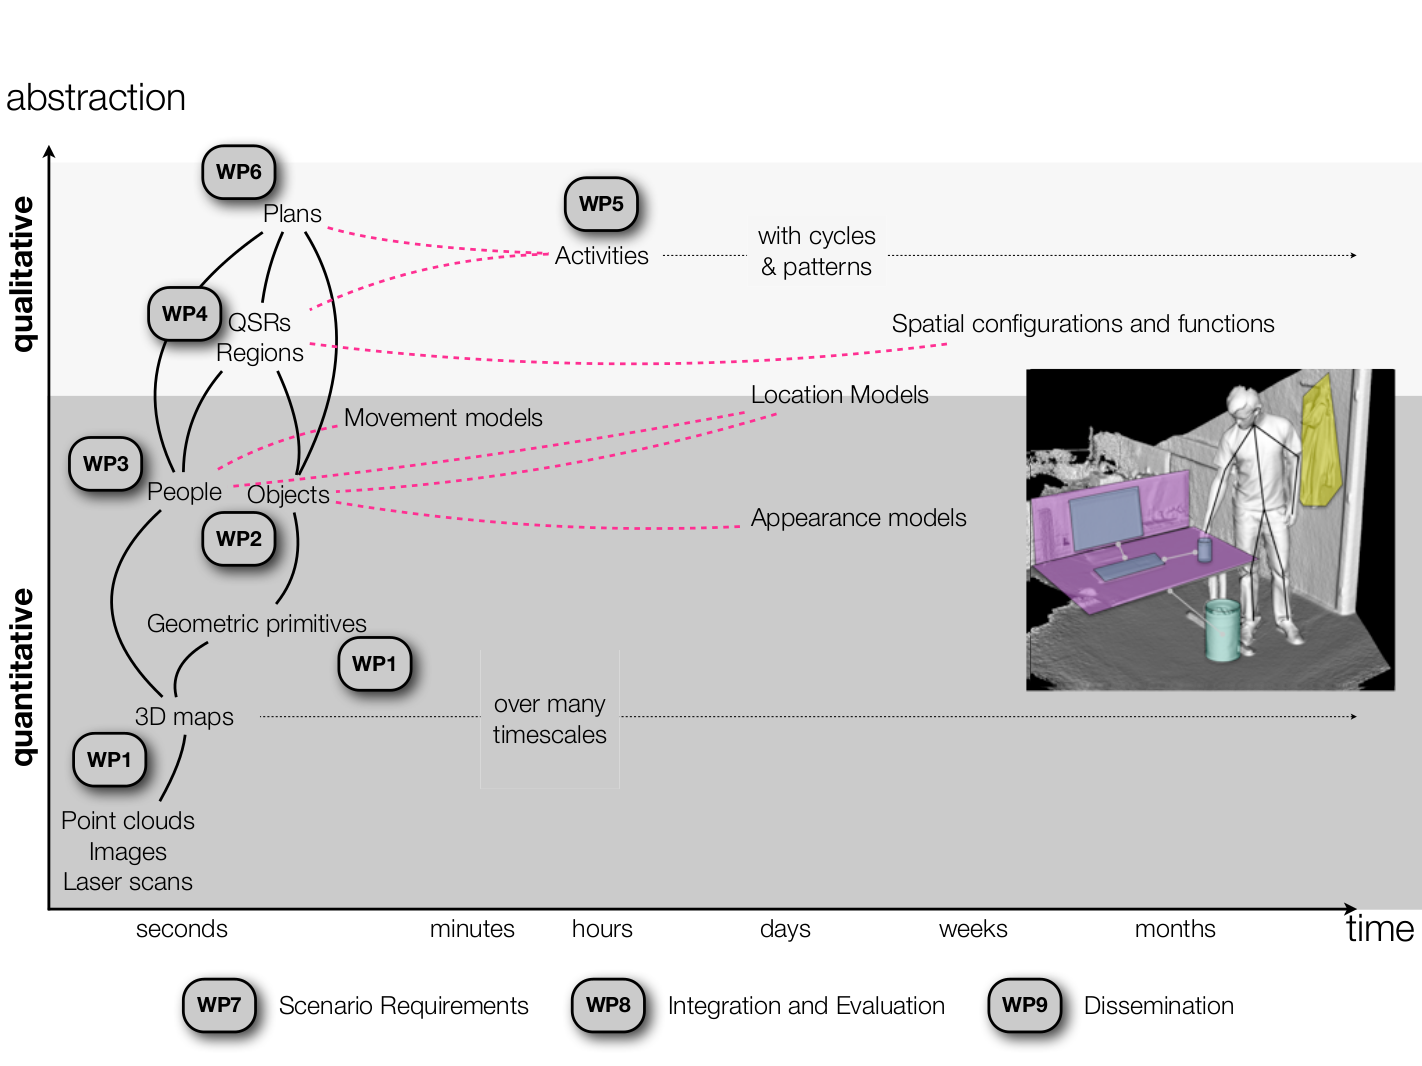 abstraction
WP6
Plans
WP5
Activities
with cycles
& patterns
qualitative
WP4
QSRs
Regions
Spatial configurations and functions
Location Models
Movement models
WP3
People
Objects
WP2
Appearance models
Geometric primitives
WP1
quantitative
3D maps
over many
timescales
WP1
Point clouds
Images
Laser scans
seconds
minutes
hours
days
weeks
months
time
WP7
Scenario Requirements
WP8
Integration and Evaluation
WP9
Dissemination